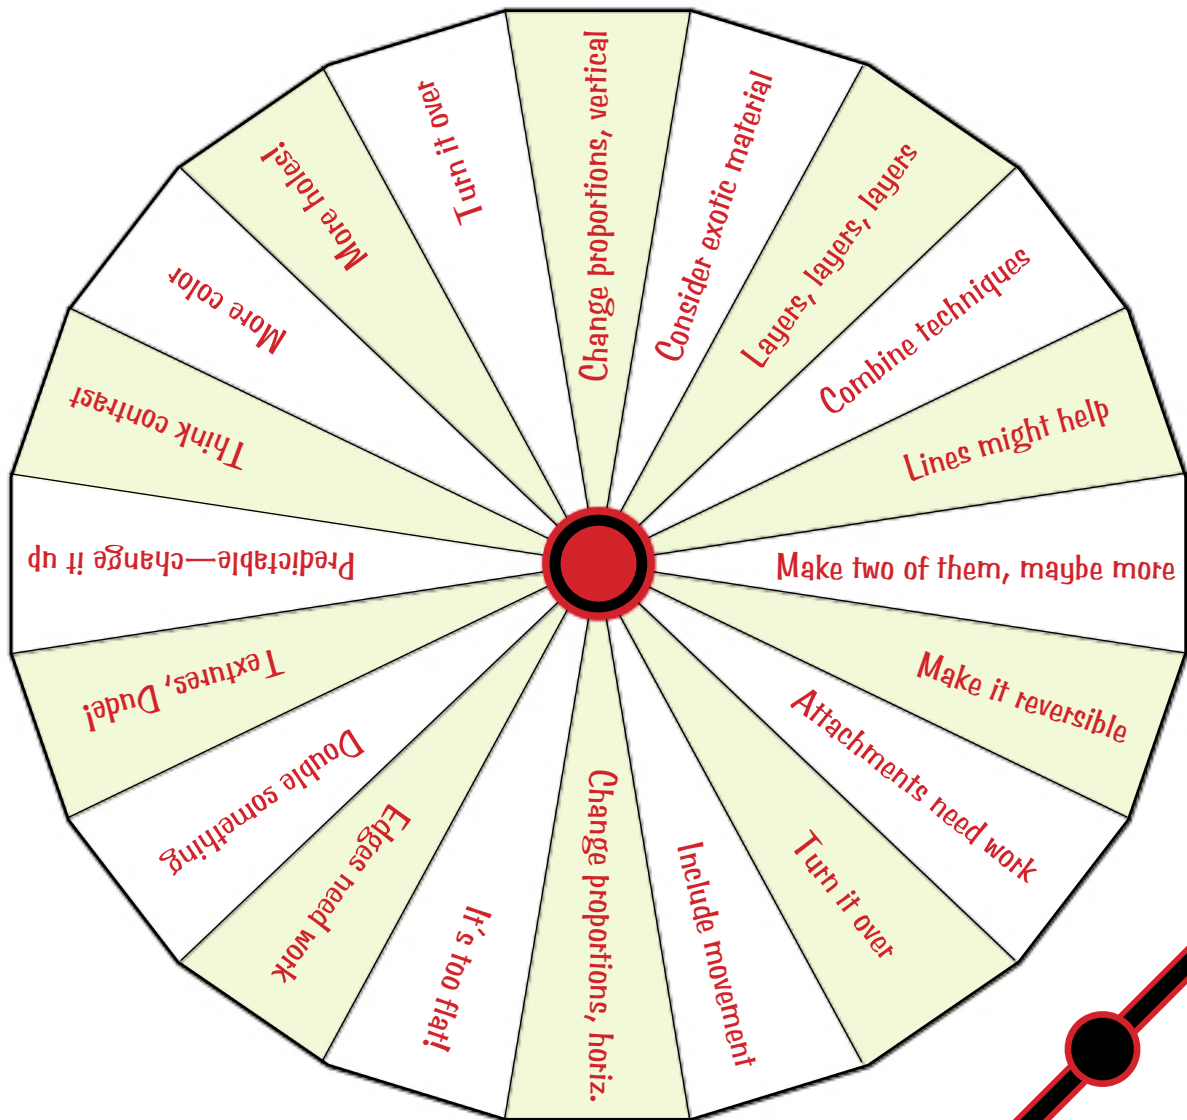 Change proportions, vertical
Consider exotic material
Layers, layers, layers
Combine techniques
Lines might help
Make two of them, maybe more
Make it reversible
Attachments need work
Turn it over
Include movement
Change proportions, horiz.
It's too flat!
Edges need work
Double something
Textures, Dude!
Predictable—change it up
Think contrast
More color
More holes!
Turn it over